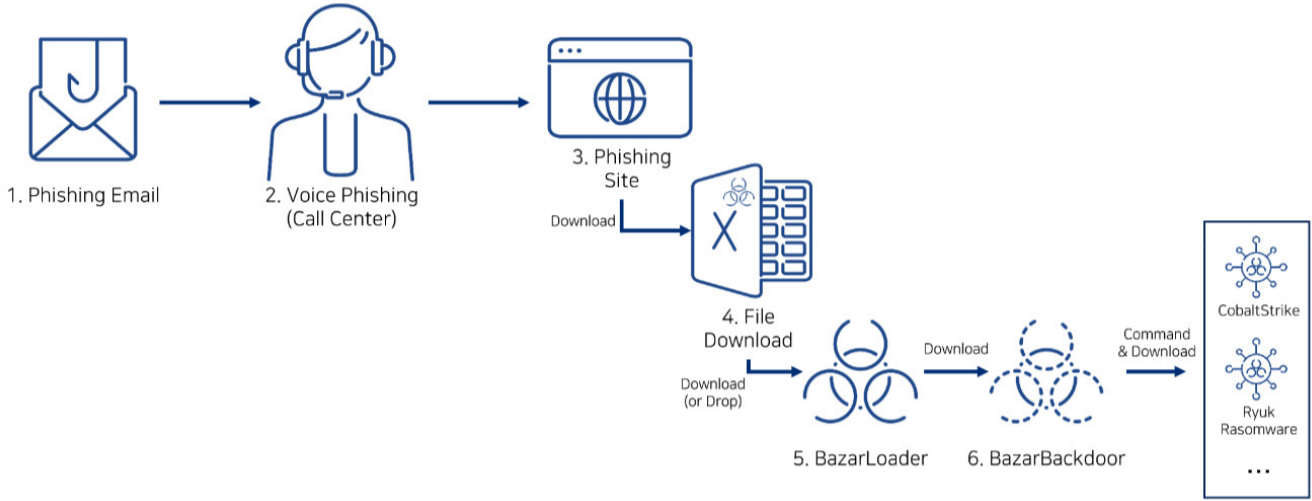 1. Phishing Email
2. Voice Phishing
(Call Center)
3. Phishing
Site
Download
X
4. File
Download
Download
(or Drop)
5. BazarLoader
Download
6. BazarBackdoor
Command
& Download
CobaltStrike
Ryuk
Rasomware
...